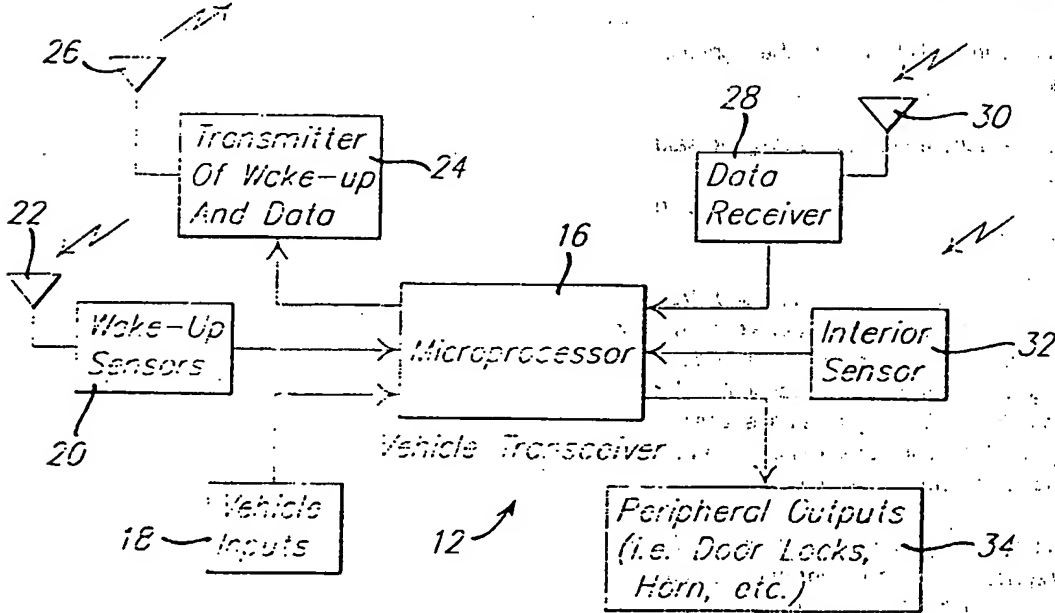 26
Transmitter
Of Wake-up
And Data
24
28
Data
Receiver
30
22
16
Wake-Up
Sensors
20
Microprocessor
Interior
Sensor
32
Vehicle Transceiver
Vehicle
Inputs
18
12
Peripheral Outputs
(i.e. Door Locks,
Horn, etc.)
34